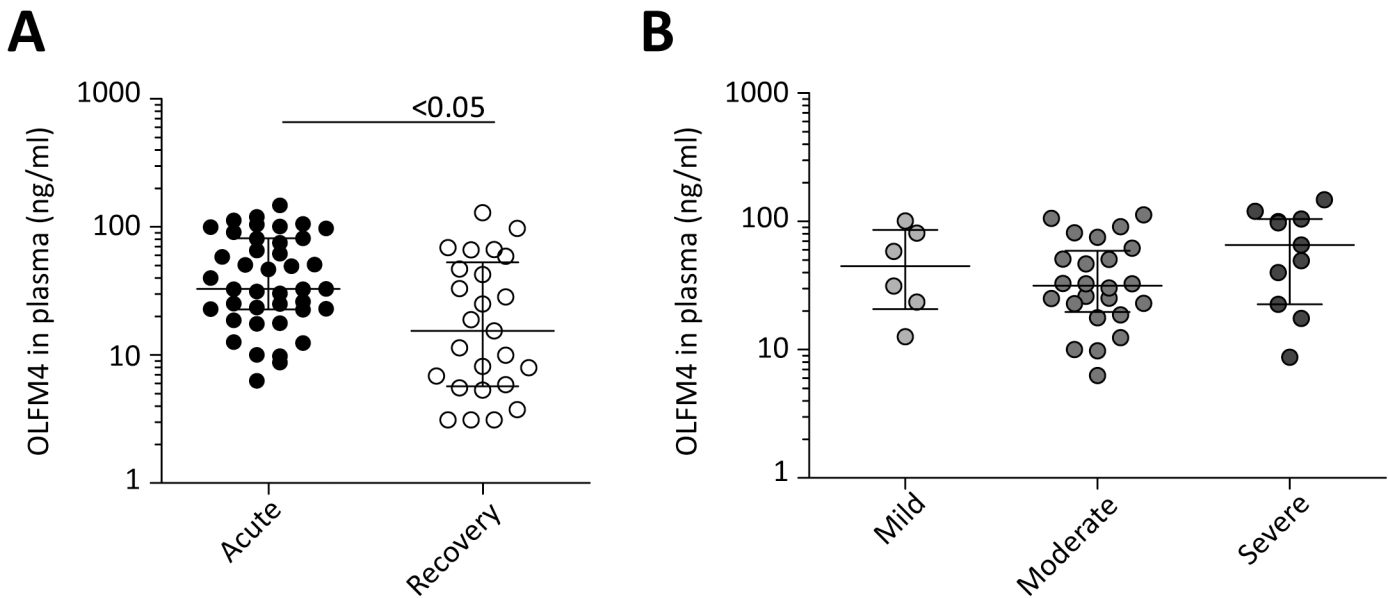 A
OLFM4 in plasma (ng/ml)
1000
100
10
1
<0.05
Acute
Recovery
B
OLFM4 in plasma (ng/ml)
1000
100
10
1
Mild
Moderate
Severe